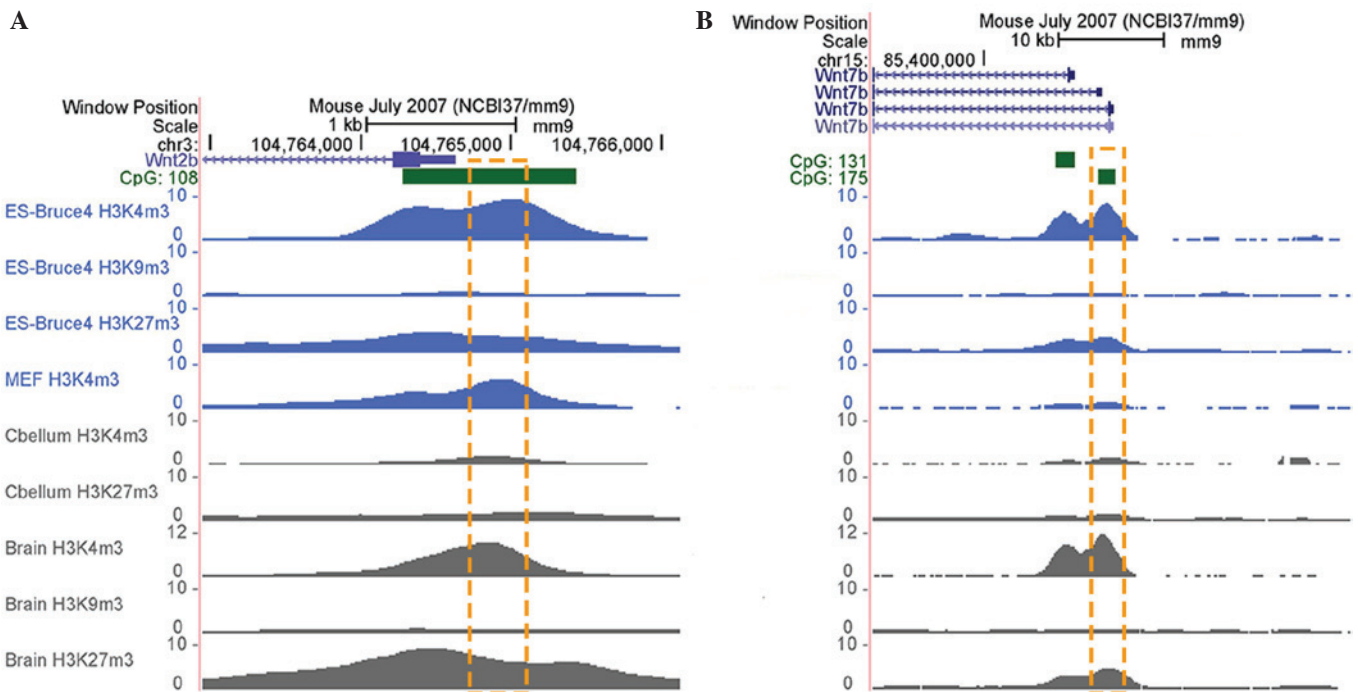 A
Window Position
Mouse July 2007 (NCBI37/mm9)
Scale
1 kb
mm9
chr3:
104,764,000
104,765,000
104,766,000
Wnt2b
CpG: 108
ES-Bruce4 H3K4m3
10
0
ES-Bruce4 H3K9m3
10
0
ES-Bruce4 H3K27m3
10
0
MEF H3K4m3
10
0
Cbellum H3K4m3
10
0
Cbellum H3K27m3
10
0
Brain H3K4m3
12
0
Brain H3K9m3
10
0
Brain H3K27m3
10
0
B
Window Position
Mouse July 2007 (NCBI37/mm9)
Scale
10 kb
mm9
chr15:
85,400,000
Wnt7b
Wnt7b
Wnt7b
Wnt7b
CpG: 131
CpG: 175
10
0
10
0
10
0
10
0
10
0
10
0
12
0
10
0
10
0